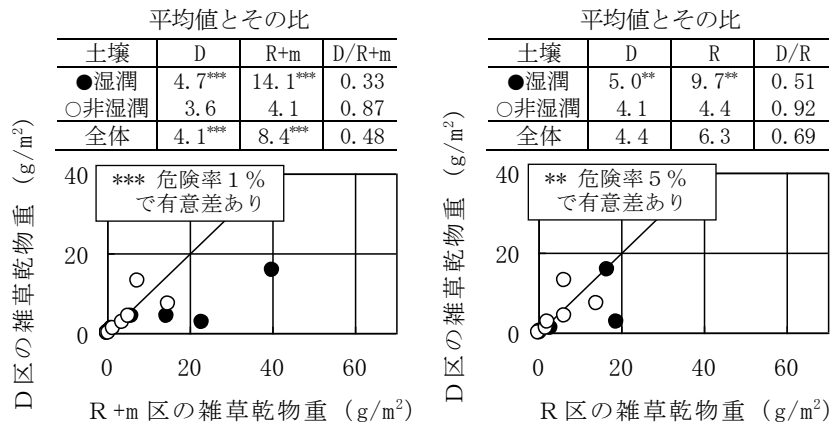 平均値とその比
土壌 D R+m D/R+m
●湿潤 4.7*** 14.1*** 0.33
○非湿潤 3.6 4.1 0.87
全体 4.1*** 8.4*** 0.48
D区の雑草乾物重 (g/m²)
40
20
0
*** 危険率1%
で有意差あり
0 20 40 60
R+m区の雑草乾物重 (g/m²)
平均値とその比
土壌 D R D/R
●湿潤 5.0** 9.7** 0.51
○非湿潤 4.1 4.4 0.92
全体 4.4 6.3 0.69
D区の雑草乾物重 (g/m²)
40
20
0
** 危険率5%
で有意差あり
0 20 40 60
R区の雑草乾物重 (g/m²)